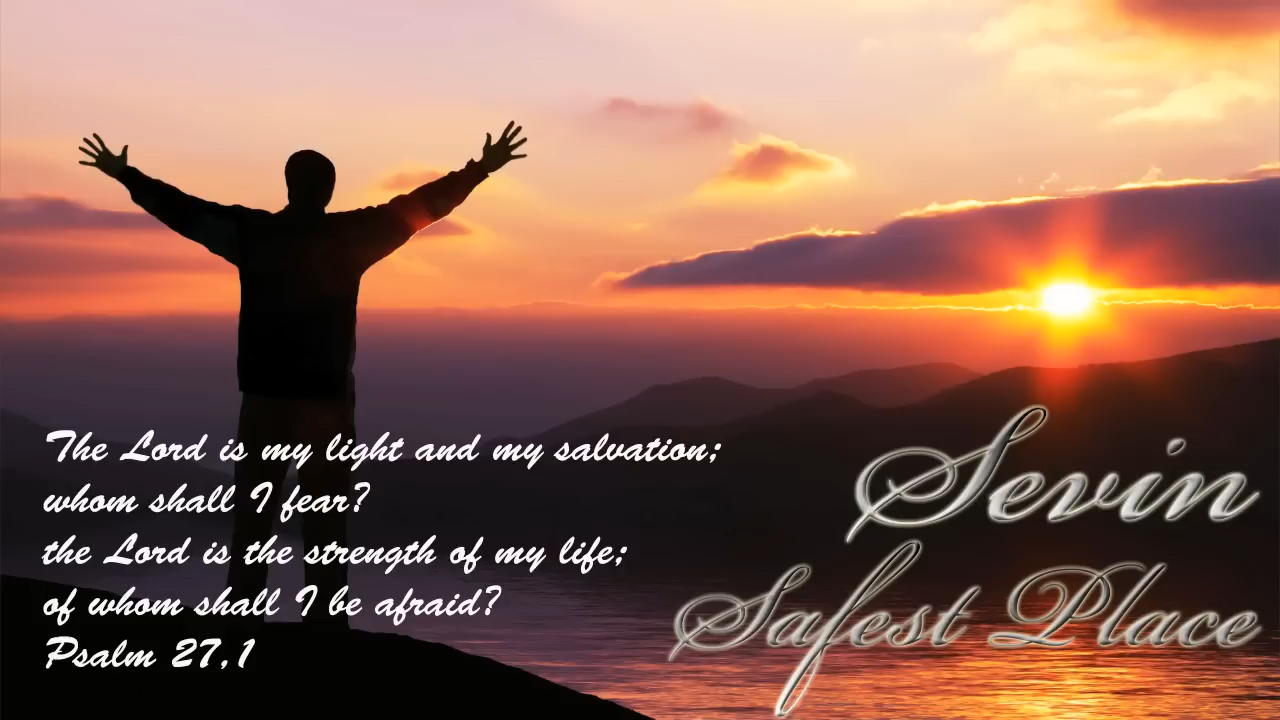 The Lord is my light and my salvation;
whom shall I fear?
the Lord is the strength of my life;
of whom shall I be afraid?
Psalm 27,1
Sevin
Safest Place